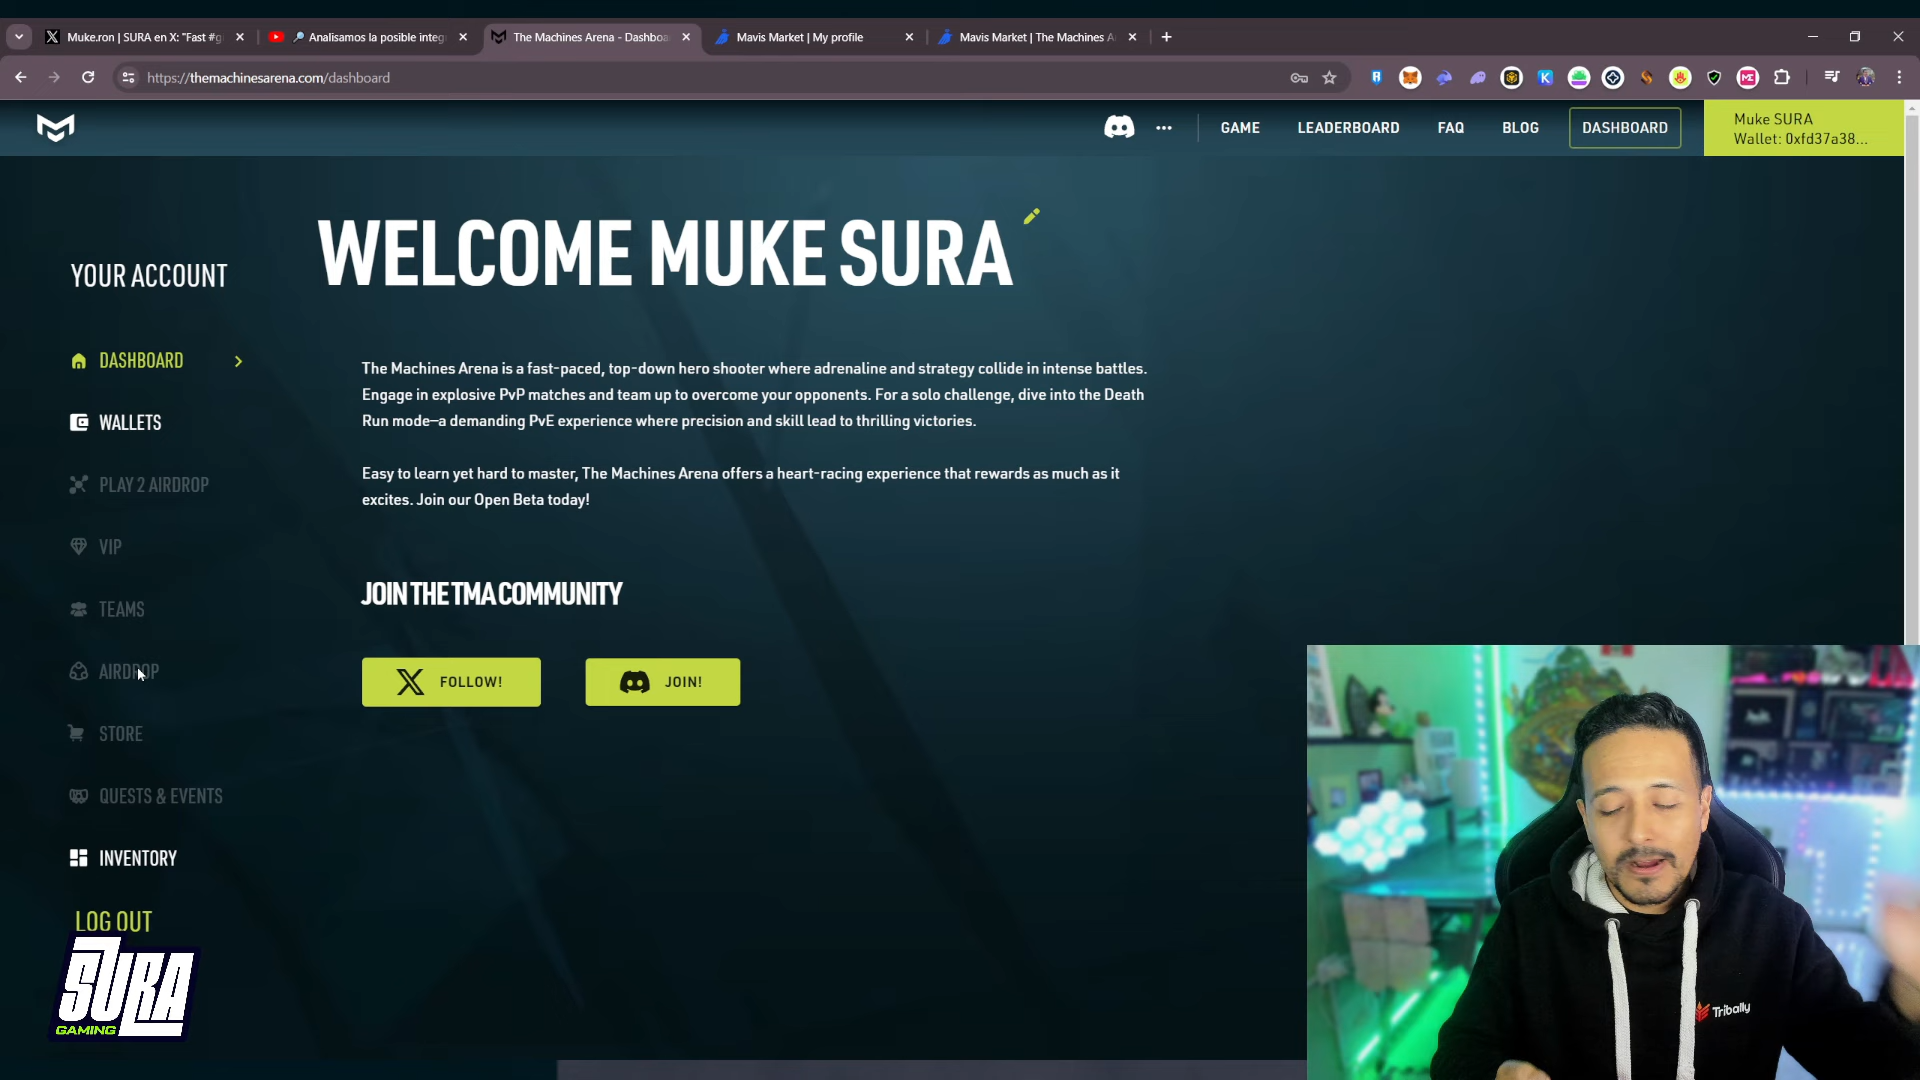 Muke.ron | SURA en X: "Fast #g
Analisamos la posible integ
The Machines Arena - Dashboa
Mavis Market | My profile
Mavis Market | The Machines A
https://themachinesarena.com/dashboard
GAME
LEADERBOARD
FAQ
BLOG
DASHBOARD
Muke SURA
Wallet: 0xfd37a38...
WELCOME MUKE SURA
YOUR ACCOUNT
DASHBOARD
WALLETS
PLAY 2 AIRDROP
VIP
TEAMS
AIRDROP
STORE
QUESTS & EVENTS
INVENTORY
LOG OUT
The Machines Arena is a fast-paced, top-down hero shooter where adrenaline and strategy collide in intense battles.
Engage in explosive PvP matches and team up to overcome your opponents. For a solo challenge, dive into the Death
Run mode—a demanding PvE experience where precision and skill lead to thrilling victories.
Easy to learn yet hard to master, The Machines Arena offers a heart-racing experience that rewards as much as it
excites. Join our Open Beta today!
JOIN THE TMA COMMUNITY
FOLLOW!
JOIN!
SURA
GAMING
Tribally